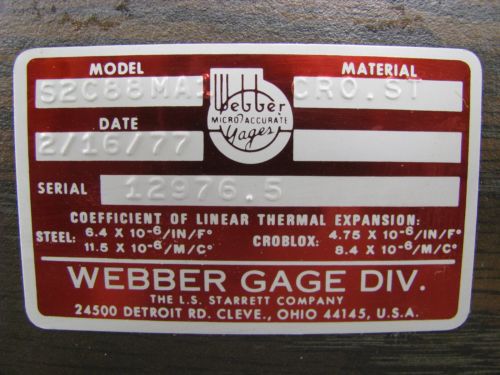 MODEL
MATERIAL
S2C88MA1
CRO.ST
Webber
MICRO ACCURATE
Gages
DATE
2/16/77
SERIAL 12976.5
COEFFICIENT OF LINEAR THERMAL EXPANSION:
STEEL: 6.4 X 10⁻⁶/IN/F° CROBLOX: 4.75 X 10⁻⁶/IN/F°
11.5 X 10⁻⁶/M/C° 8.4 X 10⁻⁶/M/C°
WEBBER GAGE DIV.
THE L.S. STARRETT COMPANY
24500 DETROIT RD. CLEVE., OHIO 44145, U.S.A.